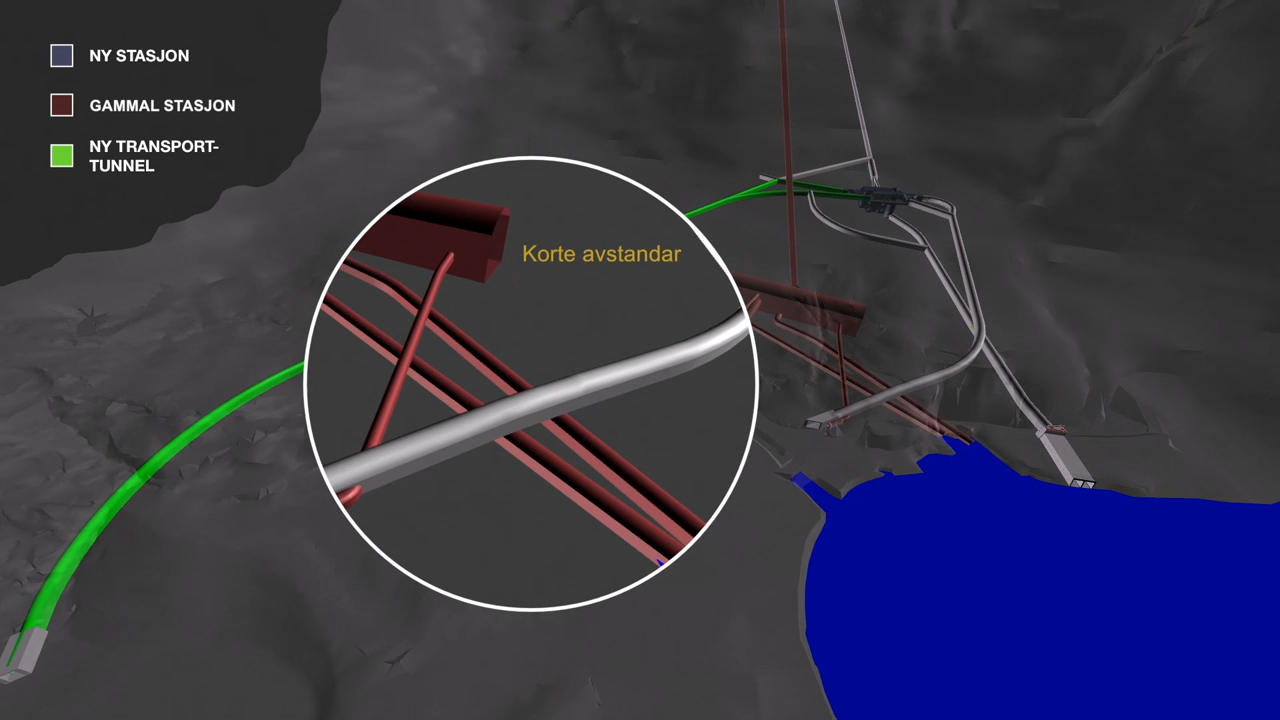 NY STASJON
GAMMAL STASJON
NY TRANSPORT-
TUNNEL
Korte avstandar